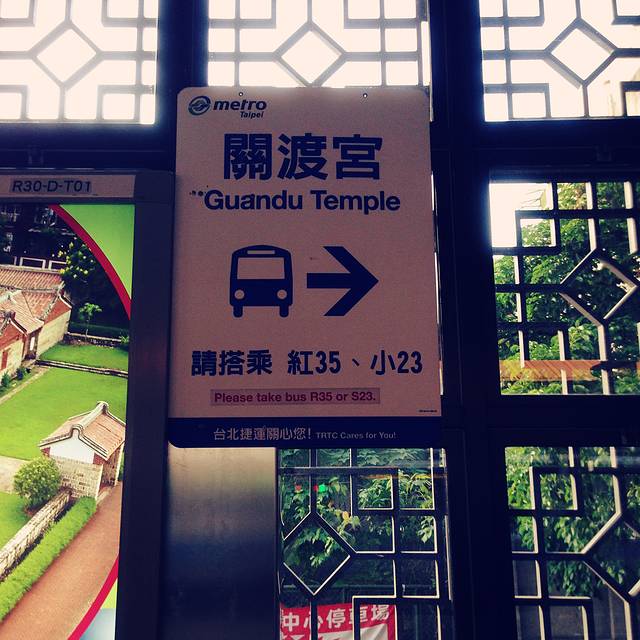 metro
Taipei
關渡宮
Guandu Temple
請搭乘 紅35、小23
Please take bus R35 or S23.
台北捷運關心您! TRTC Cares for You!
R30-D-T01
中心停車場